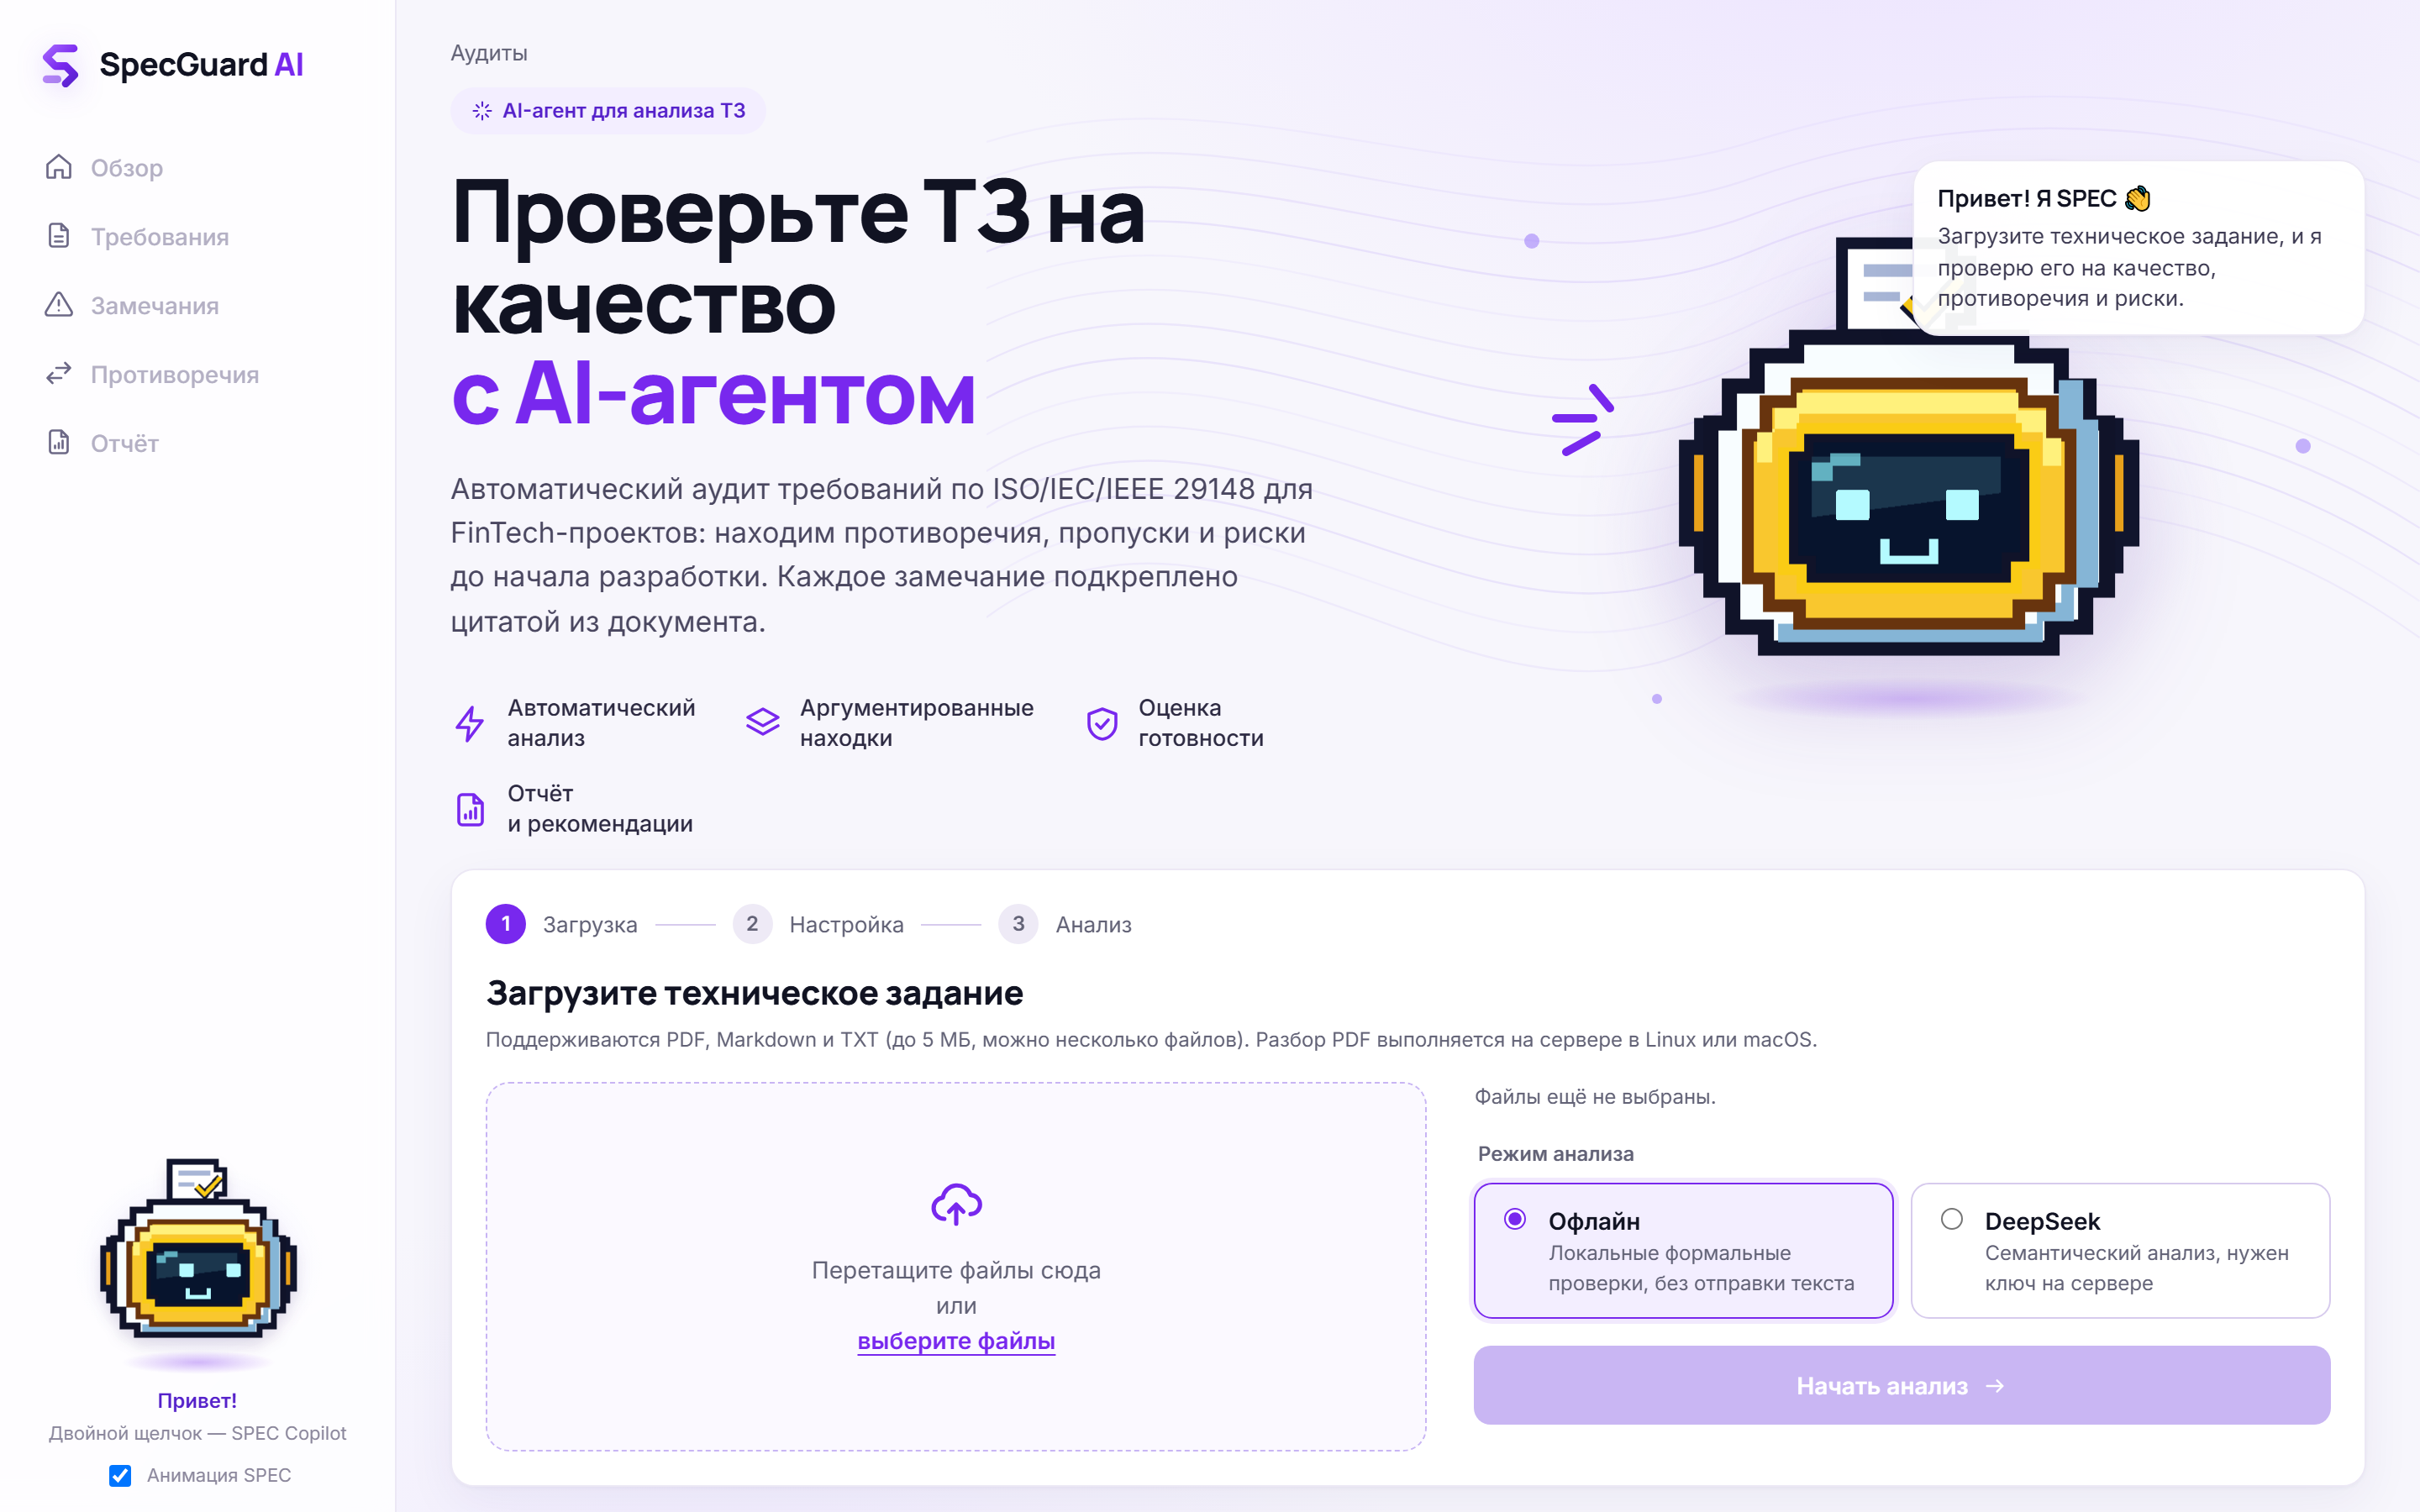 SpecGuard AI
Обзор
Требования
Замечания
Противоречия
Отчёт
Привет!
Двойной щелчок — SPEC Copilot
Анимация SPEC
Аудиты
AI-агент для анализа ТЗ
Проверьте ТЗ на
качество
с AI-агентом
Автоматический аудит требований по ISO/IEC/IEEE 29148 для
FinTech-проектов: находим противоречия, пропуски и риски
до начала разработки. Каждое замечание подкреплено
цитатой из документа.
Автоматический
анализ
Аргументированные
находки
Оценка
готовности
Отчёт
и рекомендации
Привет! Я SPEC 👋
Загрузите техническое задание, и я
проверю его на качество,
противоречия и риски.
1 Загрузка 2 Настройка 3 Анализ
Загрузите техническое задание
Поддерживаются PDF, Markdown и TXT (до 5 МБ, можно несколько файлов). Разбор PDF выполняется на сервере в Linux или macOS.
Перетащите файлы сюда
или
выберите файлы
Файлы ещё не выбраны.
Режим анализа
Офлайн
Локальные формальные
проверки, без отправки текста
DeepSeek
Семантический анализ, нужен
ключ на сервере
Начать анализ →